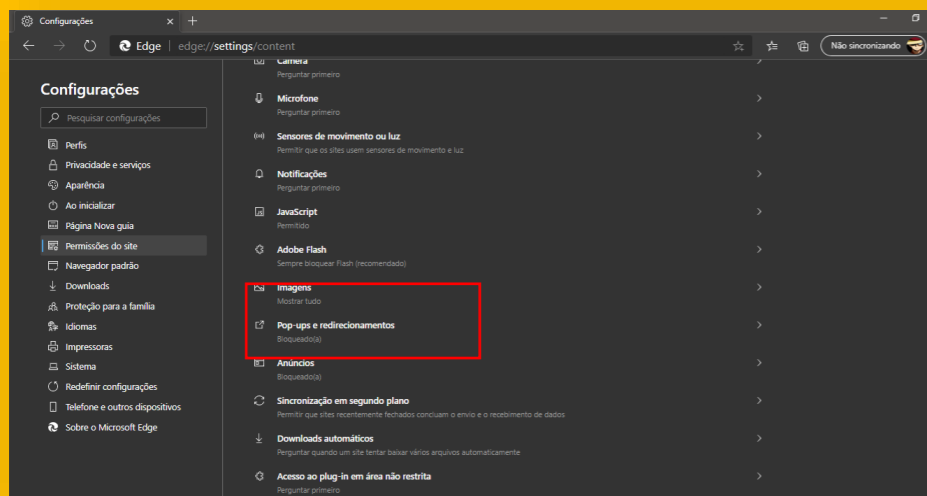 Configurações
Edge | edge://settings/content
Não sincronizando
Configurações
Pesquisar configurações
Perfis
Privacidade e serviços
Aparência
Ao inicializar
Página Nova guia
Permissões do site
Navegador padrão
Downloads
Proteção para a família
Idiomas
Impressoras
Sistema
Redefinir configurações
Telefone e outros dispositivos
Sobre o Microsoft Edge
Câmera
Perguntar primeiro
Microfone
Perguntar primeiro
Sensores de movimento ou luz
Permitir que os sites usem sensores de movimento e luz
Notificações
Perguntar primeiro
JavaScript
Permitido
Adobe Flash
Sempre bloquear Flash (recomendado)
Imagens
Mostrar tudo
Pop-ups e redirecionamentos
Bloqueado(a)
Anúncios
Bloqueado(a)
Sincronização em segundo plano
Permitir que sites recentemente fechados concluam o envio e o recebimento de dados
Downloads automáticos
Perguntar quando um site tentar baixar vários arquivos automaticamente
Acesso ao plug-in em área não restrita
Perguntar primeiro